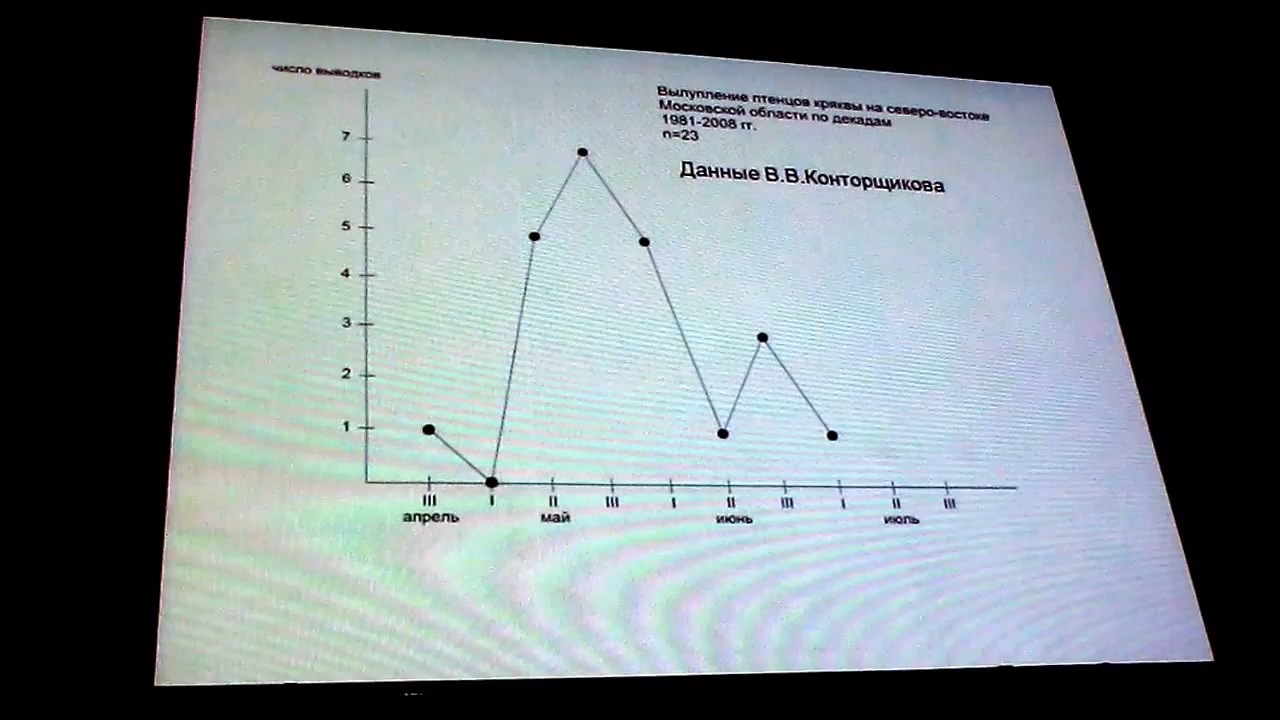 число выводков
Вылупление птенцов кряквы на северо-востоке
Московской области по декадам
1981-2008 гг.
n=23
Данные В.В.Конторщикова
7
6
5
4
3
2
1
III I II III I II III I II III
апрель май июнь июль